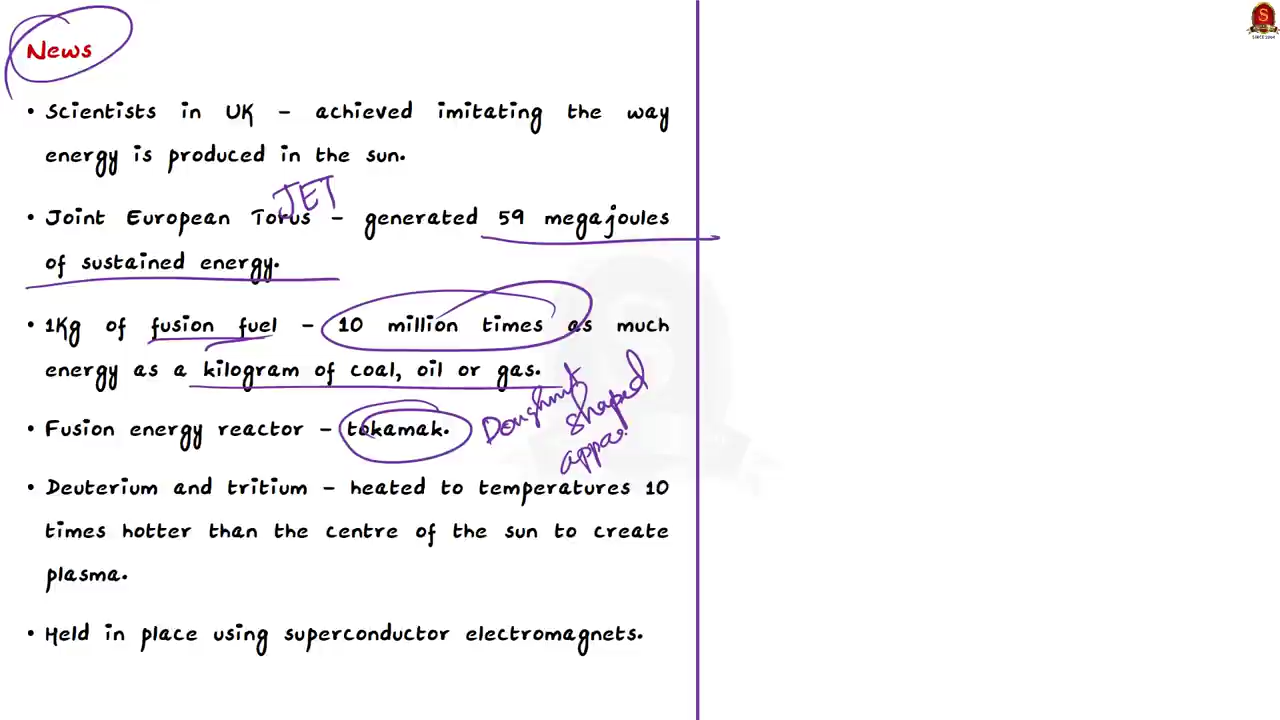 News
• Scientists in UK - achieved imitating the way
energy is produced in the sun.
JET
• Joint European Torus - generated 59 megajoules
of sustained energy.
• 1Kg of fusion fuel - 10 million times as much
energy as a kilogram of coal, oil or gas.
• Fusion energy reactor - tokamak.
Doughnut
shaped
appa
• Deuterium and tritium - heated to temperatures 10
times hotter than the centre of the sun to create
plasma.
• Held in place using superconductor electromagnets.
S